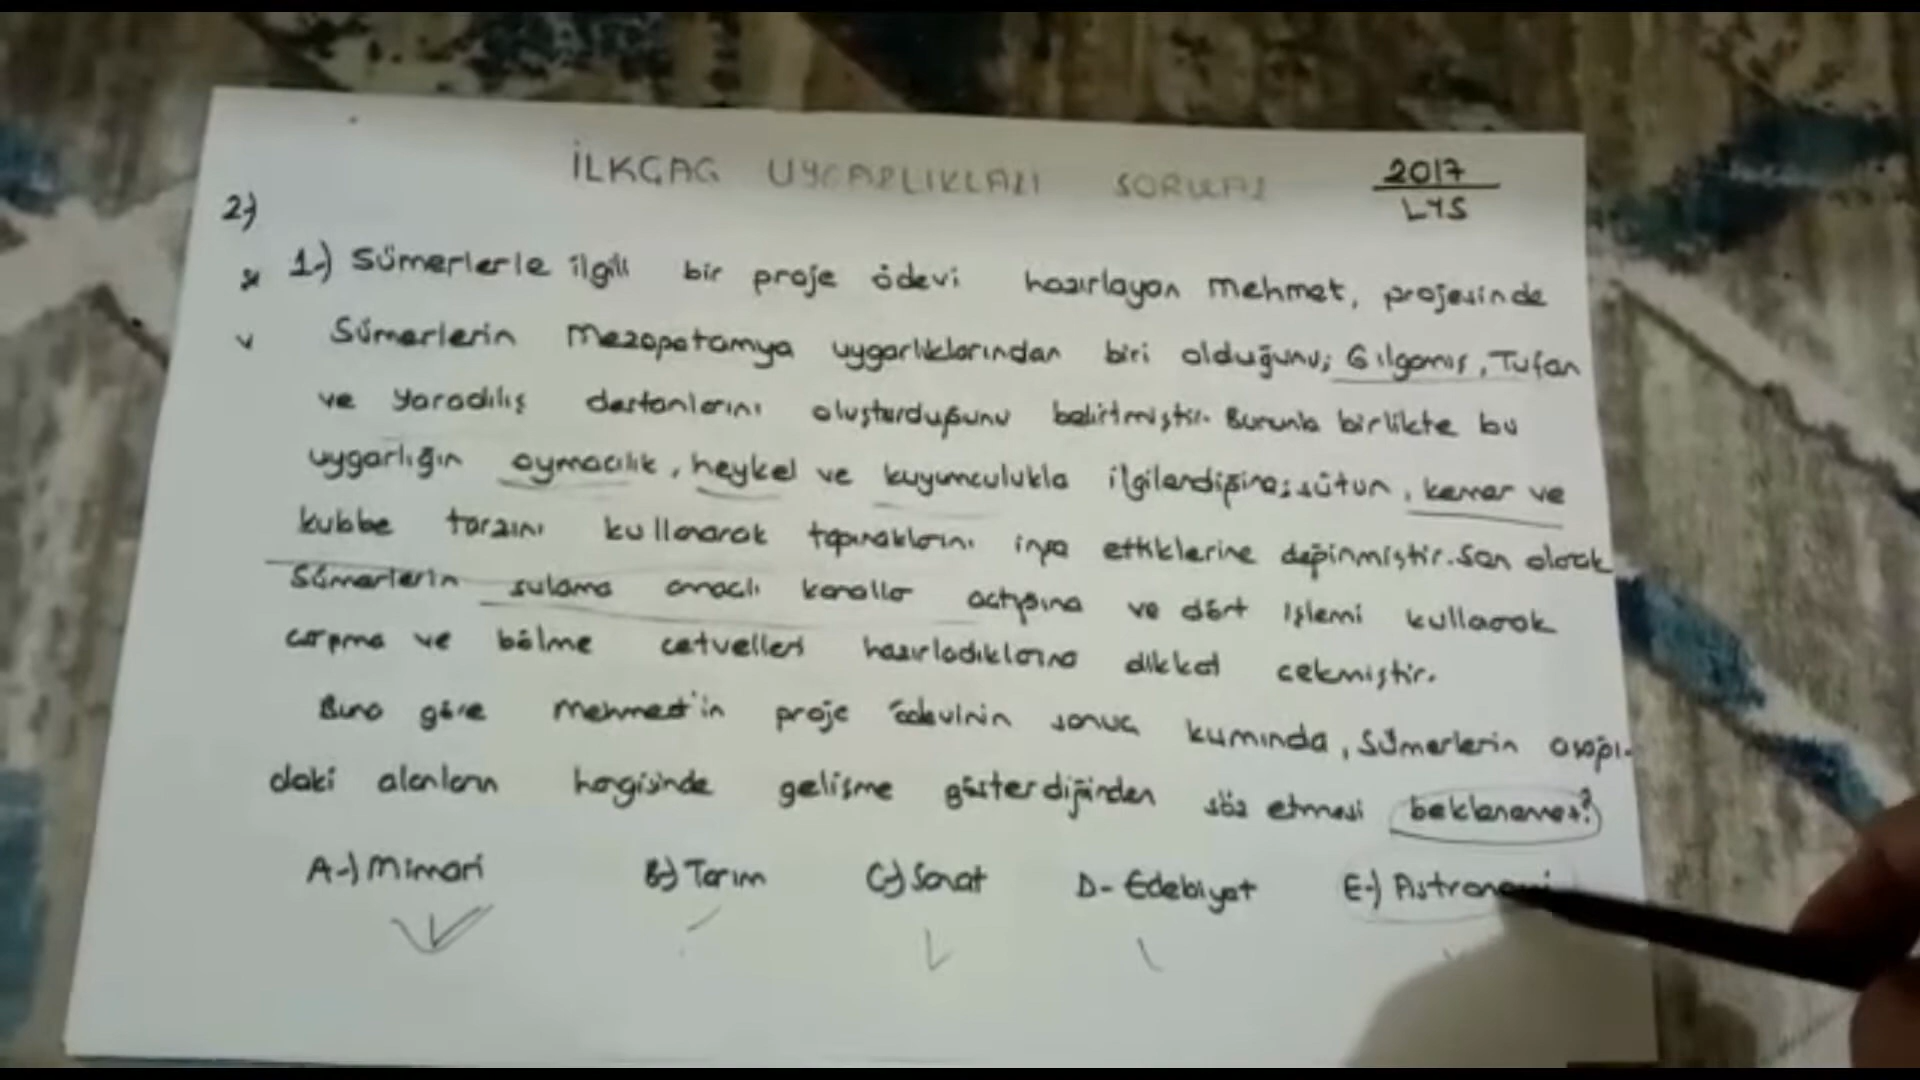 İLKÇAĞ UYGARLIKLARI SORULAR
2017
LYS
2-)
1-) Sümerlerle ilgili bir proje ödevi hazırlayan Mehmet, projesinde
Sümerlerin Mezopotamya uygarlıklarından biri olduğunu; Gılgamış, Tufan
ve Yaradılış destanlarını oluşturduğunu belirtmiştir. Bununla birlikte bu
uygarlığın oymacılık, heykel ve kuyumculukla ilgilendiğine; sütun, kemer ve
kubbe tarzını kullanarak tapınaklarını inşa ettiklerine değinmiştir. Son olarak
Sümerlerin sulama amaçlı kanallar açtığına ve dört işlemi kullanarak
çarpma ve bölme cetvelleri hazırladıklarına dikkat çekmiştir.
Buna göre Mehmet'in proje ödevinin sonuç kısmında, Sümerlerin aşağı-
daki alanların hangisinde gelişme gösterdiğinden söz etmesi beklenemez?
A-) Mimari B-) Tarım C-) Sanat D- Edebiyat E-) Astronomi